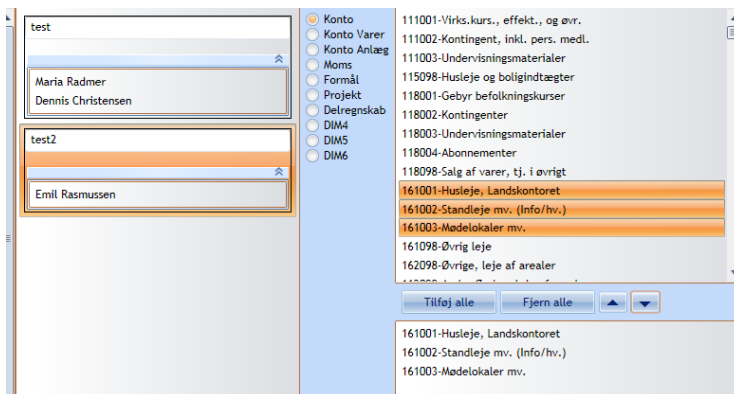 test
Maria Radmer
Dennis Christensen
test2
Emil Rasmussen
Konto
Konto Varer
Konto Anlæg
Moms
Formål
Projekt
Delregnskab
DIM4
DIM5
DIM6
111001-Virks.kurs., effekt., og øvr.
111002-Kontingent, inkl. pers. medl.
111003-Undervisningsmaterialer
115098-Husleje og boligindtægter
118001-Gebyr befolkningskurser
118002-Kontingenter
118003-Undervisningsmaterialer
118004-Abonnementer
118098-Salg af varer, tj. i øvrigt
161001-Husleje, Landskontoret
161002-Standleje mv. (Info/hv.)
161003-Mødelokaler mv.
161098-Øvrig leje
162098-Øvrige, leje af arealer
Tilføj alle
Fjern alle
161001-Husleje, Landskontoret
161002-Standleje mv. (Info/hv.)
161003-Mødelokaler mv.